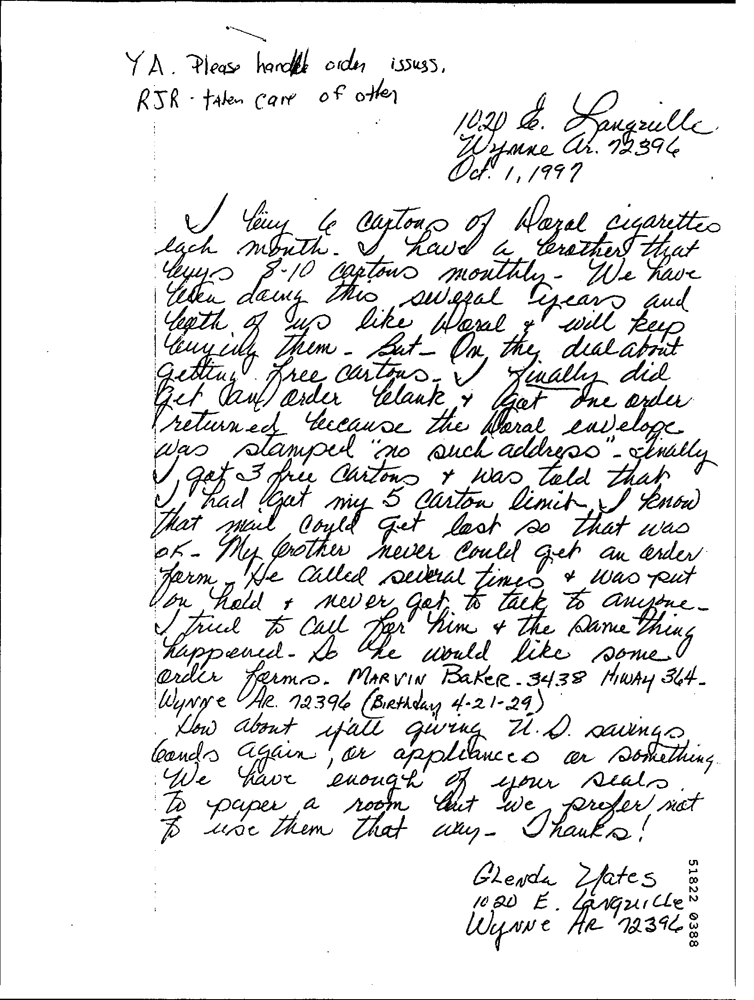 YA. Please handle order issues.
RJR - taken care of other
1020 E. Languille
Wynne Ar. 72396
Oct. 1, 1997
I buy 6 cartons of Doral cigarettes
each month. I have a brother that
buys 8-10 cartons monthly - We have
been doing this several years and
both of us like Doral & will keep
buying them - But - On the deal about
getting free cartons - I finally did
get an order blank & got one order
returned because the Doral envelope
was stamped "no such address" - Finally
I got 3 free cartons & was told that
I had got my 5 carton limit. I know
that mail could get lost so that was
ok - My brother never could get an order
form - He called several times & was put
on hold & never got to talk to anyone -
I tried to call for him & the same thing
happened - So he would like some
order forms. MARVIN BAKER - 3438 HIWAY 364 -
WYNNE AR. 72396 (BirthDay 4-21-29)
How about y'all giving U.S. savings
bonds again, or appliances or something.
We have enough of your seals
to paper a room but we prefer not
to use them that way - Thanks!
GLENDA Yates
1020 E. Languille
Wynne AR 72396
51822 0388